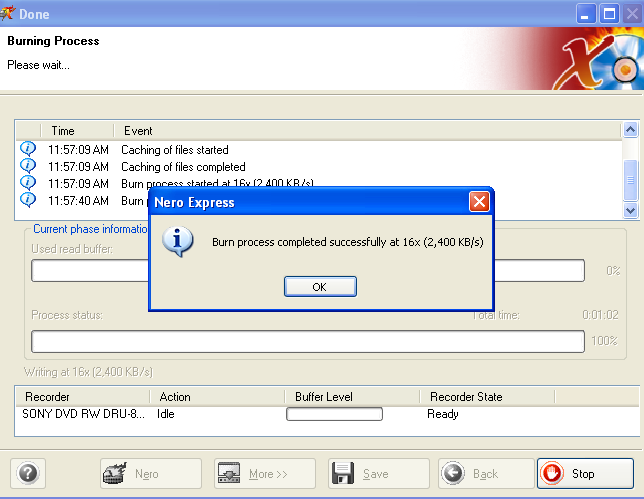 Done
Burning Process
Please wait...
Time Event
11:57:09 AM Caching of files started
11:57:09 AM Caching of files completed
11:57:09 AM Burn process started at 16x (2,400 KB/s)
11:57:40 AM Burn
Nero Express
Burn process completed successfully at 16x (2,400 KB/s)
OK
Current phase information
Used read buffer:
0%
Process status: Total time: 0:01:02
100%
Writing at 16x (2,400 KB/s)
Recorder Action Buffer Level Recorder State
SONY DVD RW DRU-8... Idle Ready
Nero More >> Save Back Stop